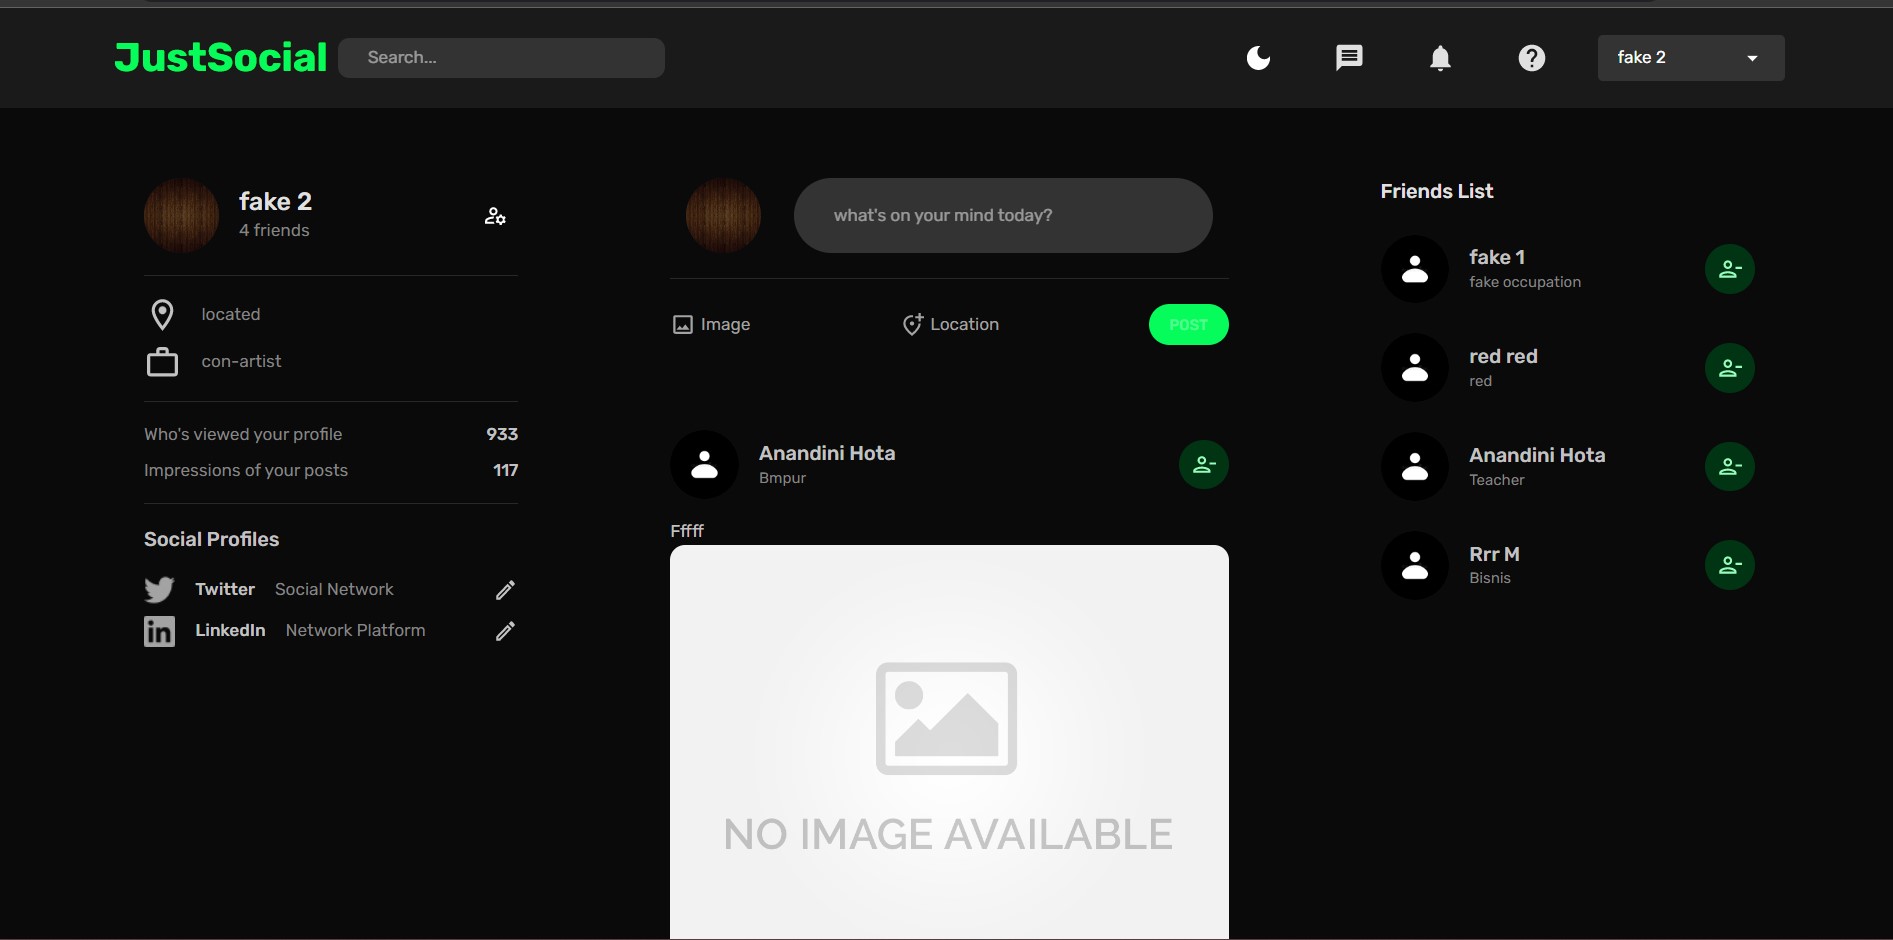 JustSocial
Search...
fake 2
fake 2
4 friends
located
con-artist
Who's viewed your profile 933
Impressions of your posts 117
Social Profiles
Twitter Social Network
LinkedIn Network Platform
what's on your mind today?
Image
Location
POST
Anandini Hota
Bmpur
Ffffff
NO IMAGE AVAILABLE
Friends List
fake 1
fake occupation
red red
red
Anandini Hota
Teacher
Rrr M
Bisnis